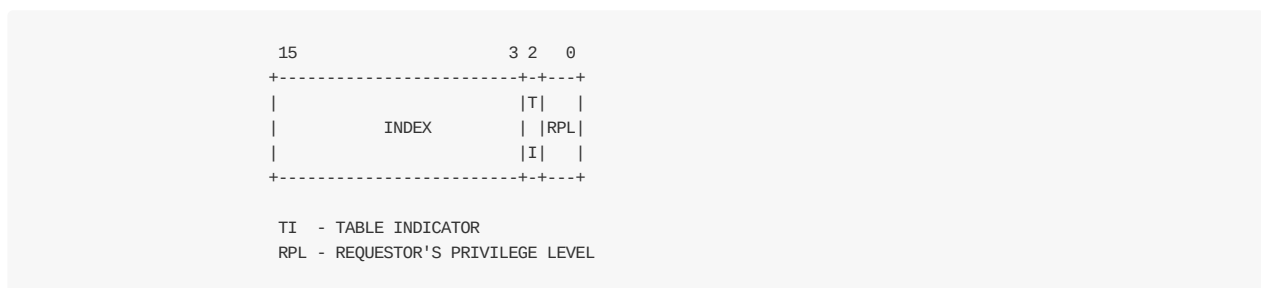 15                      3 2   0
+-------------------------+-+---+
|                         |T|   |
|           INDEX         | |RPL|
|                         |I|   |
+-------------------------+-+---+
TI  - TABLE INDICATOR
RPL - REQUESTOR'S PRIVILEGE LEVEL